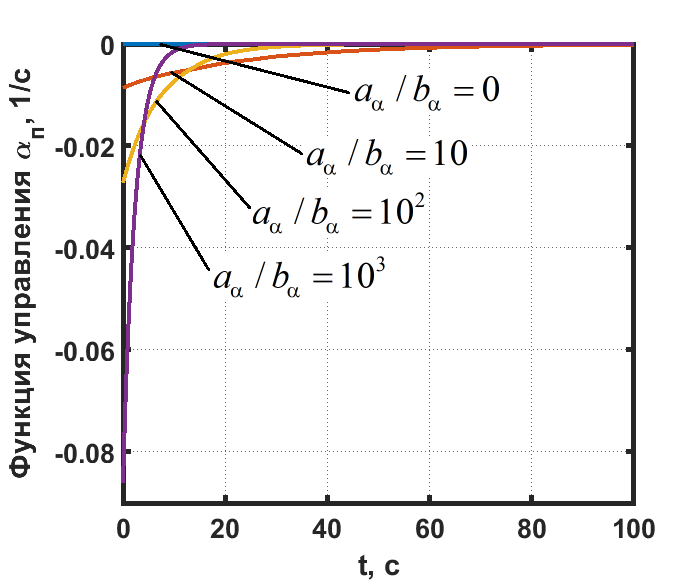 Функция управления αп, 1/с
0
-0.02
-0.04
-0.06
-0.08
aα / bα = 0
aα / bα = 10
aα / bα = 10²
aα / bα = 10³
0 20 40 60 80 100
t, с